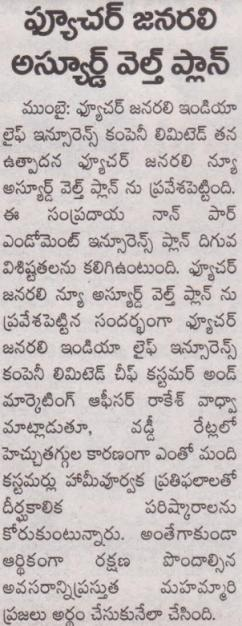 ఫ్యూచర్ జనరలి
అస్యూర్డ్ వెల్త్ ప్లాన్
ముంబై: ఫ్యూచర్ జనరలి ఇండియా
లైఫ్ ఇన్సూరెన్స్ కంపెనీ లిమిటెడ్ తన
ఉత్పాదన ఫ్యూచర్ జనరలి న్యూ
అస్యూర్డ్ వెల్త్ ప్లాన్ ను ప్రవేశపెట్టింది.
ఈ సంప్రదాయ నాన్ పార్
ఎండోమెంట్ ఇన్సూరెన్స్ ప్లాన్ దిగువ
విశిష్టతలను కలిగిఉంటుంది. ఫ్యూచర్
జనరలి న్యూ అస్యూర్డ్ వెల్త్ ప్లాన్ ను
ప్రవేశపెట్టిన సందర్భంగా ఫ్యూచర్
జనరలి ఇండియా లైఫ్ ఇన్సూరెన్స్
కంపెనీ లిమిటెడ్ చీఫ్ కస్టమర్ అండ్
మార్కెటింగ్ ఆఫీసర్ రాకేశ్ వాధ్వా
మాట్లాడుతూ, వడ్డీ రేట్లలో
హెచ్చుతగ్గుల కారణంగా ఎంతో మంది
కస్టమర్లు హామీపూర్వక ప్రతిఫలాలతో
దీర్ఘకాలిక పరిష్కారాలను
కోరుకుంటున్నారు. అంతేగాకుండా
ఆర్థికంగా రక్షణ పొందాల్సిన
అవసరాన్నిప్రస్తుత మహమ్మారి
ప్రజలు అర్థం చేసుకునేలా చేసింది.